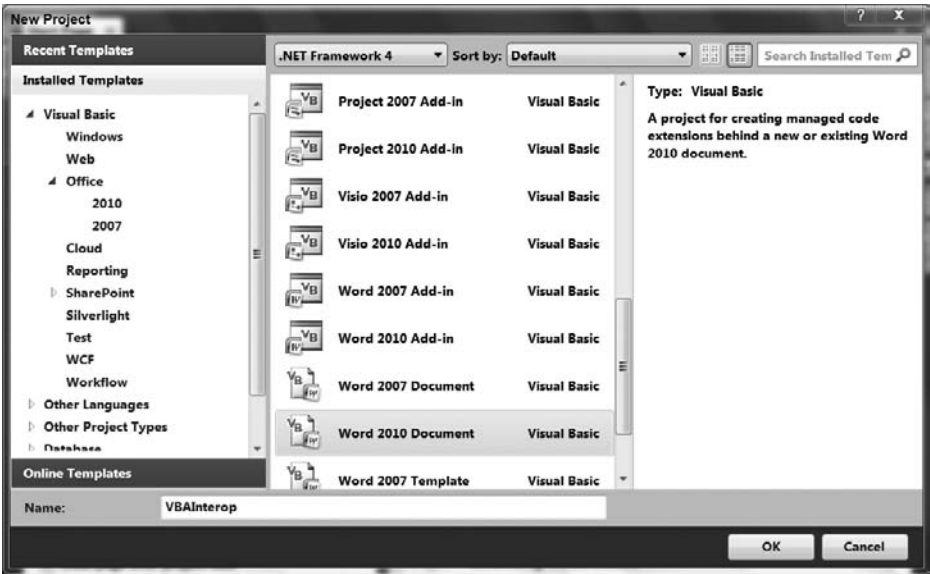 New Project
? X
Recent Templates
Installed Templates
Visual Basic
Windows
Web
Office
2010
2007
Cloud
Reporting
SharePoint
Silverlight
Test
WCF
Workflow
Other Languages
Other Project Types
Database
Online Templates
.NET Framework 4 Sort by: Default Search Installed Tem
Project 2007 Add-in Visual Basic
Project 2010 Add-in Visual Basic
Visio 2007 Add-in Visual Basic
Visio 2010 Add-in Visual Basic
Word 2007 Add-in Visual Basic
Word 2010 Add-in Visual Basic
Word 2007 Document Visual Basic
Word 2010 Document Visual Basic
Word 2007 Template Visual Basic
Type: Visual Basic
A project for creating managed code
extensions behind a new or existing Word
2010 document.
Name: VBAInterop
OK Cancel